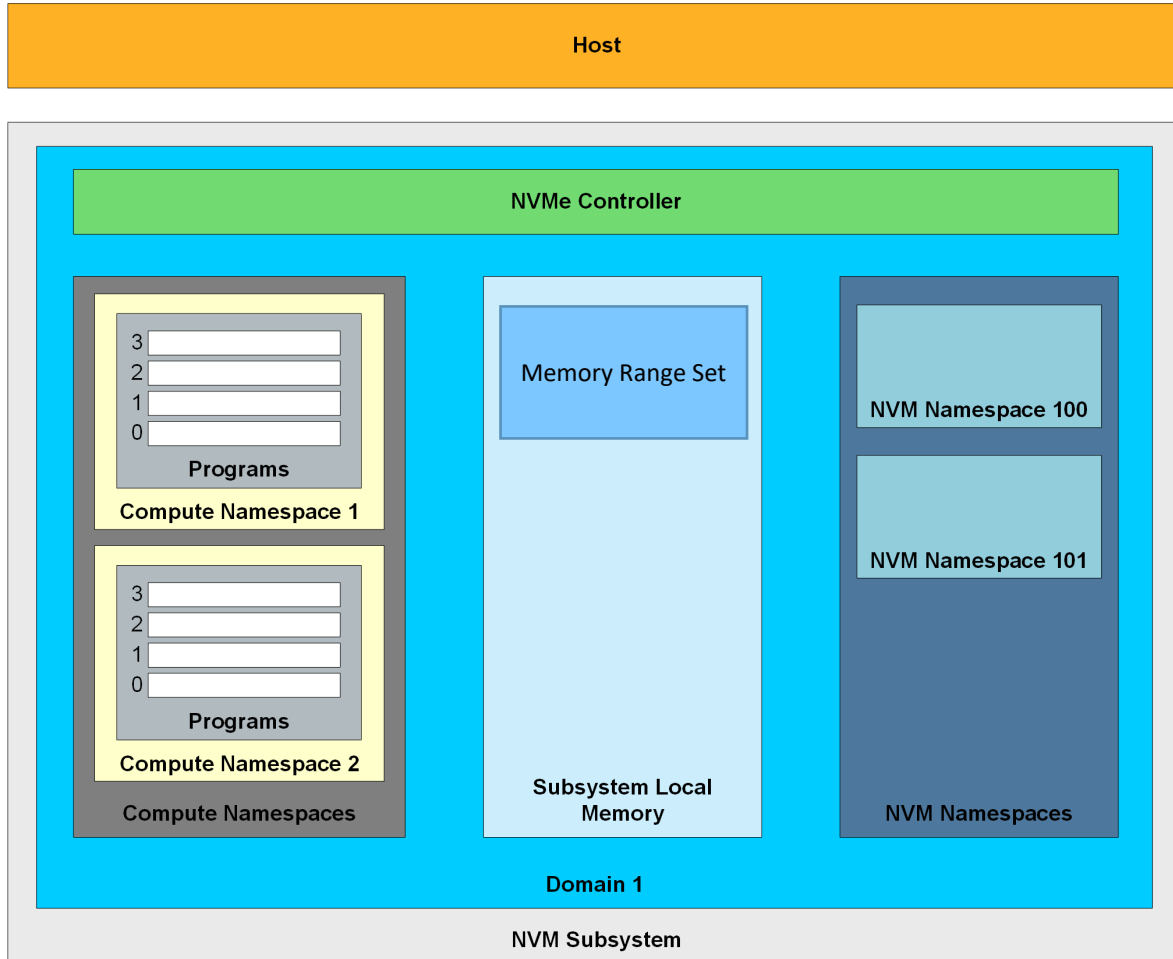 Host
NVMe Controller
3
2
1
0
Programs
Compute Namespace 1
3
2
1
0
Programs
Compute Namespace 2
Compute Namespaces
Memory Range Set
Subsystem Local
Memory
NVM Namespace 100
NVM Namespace 101
NVM Namespaces
Domain 1
NVM Subsystem